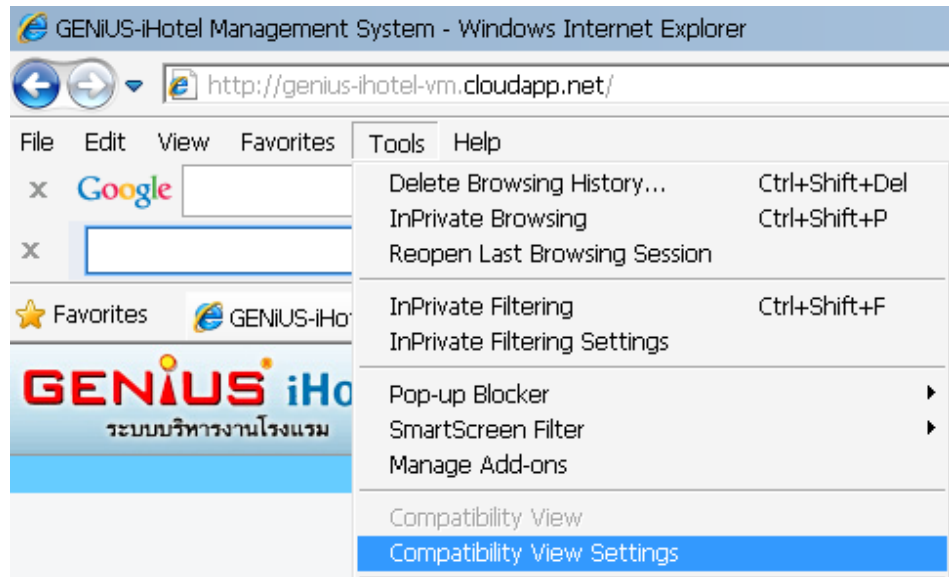 GENiUS-iHotel Management System - Windows Internet Explorer
http://genius-ihotel-vm.cloudapp.net/
File Edit View Favorites Tools Help
x Google
x
Delete Browsing History... Ctrl+Shift+Del
InPrivate Browsing Ctrl+Shift+P
Reopen Last Browsing Session
Favorites GENiUS-iHo
InPrivate Filtering Ctrl+Shift+F
InPrivate Filtering Settings
GENiUS iHo
ระบบบริหารงานโรงแรม
Pop-up Blocker
SmartScreen Filter
Manage Add-ons
Compatibility View
Compatibility View Settings